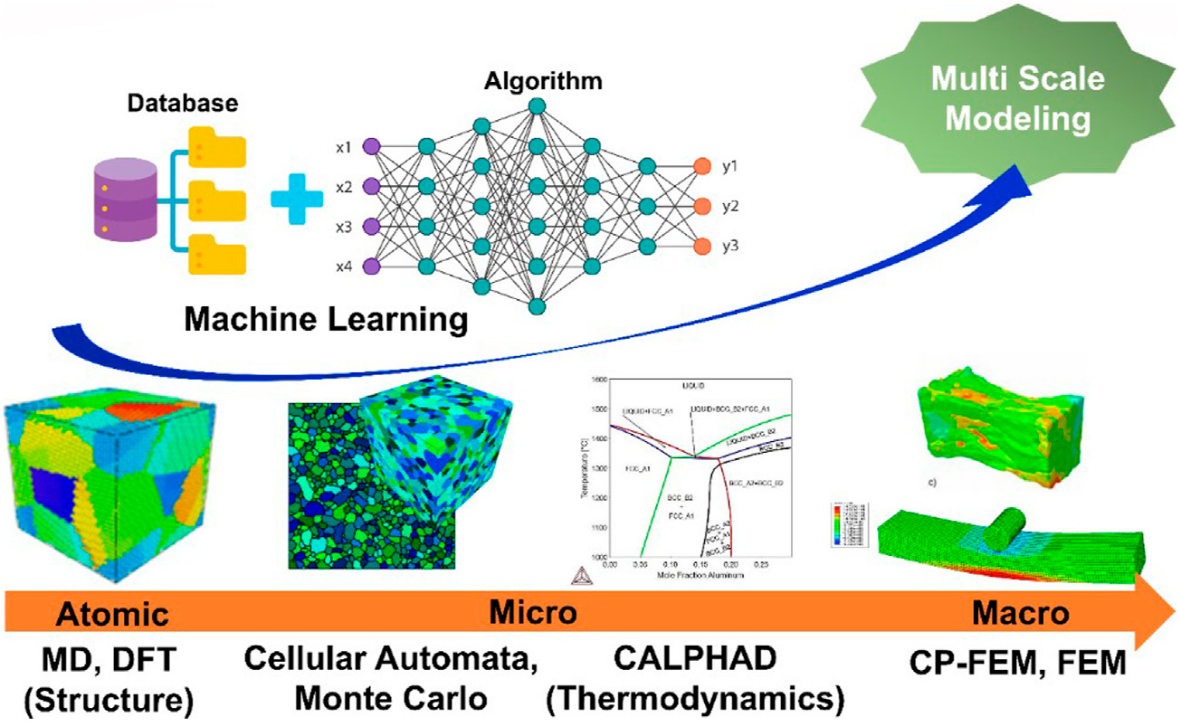 Multi Scale
Modeling
Database
Algorithm
x1
x2
x3
x4
y1
y2
y3
Machine Learning
1600
1500
1400
1300
1200
1100
1000
Temperature [°C]
LIQUID
LIQUID+FCC_A1
LIQUID+BCC_B2+FCC_A1
LIQUID+BCC_B2
BCC_B2
FCC_A1
BCC_A2+BCC_B2
BCC_B2
+
FCC_A1
BCC_A2
+
FCC_A1
+
BCC_B2
0.00
0.05
0.10
0.15
0.20
0.25
Mole Fraction Aluminum
c)
Atomic
Micro
Macro
MD, DFT
(Structure)
Cellular Automata,
Monte Carlo
CALPHAD
(Thermodynamics)
CP-FEM, FEM